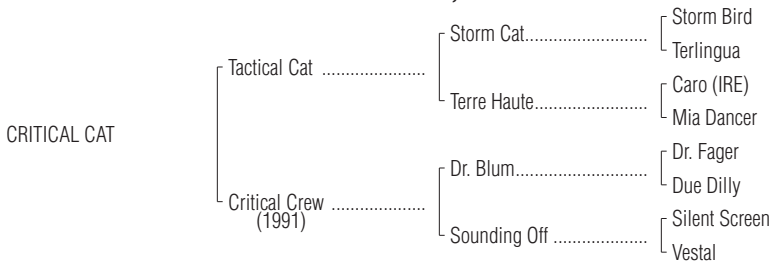 Storm Bird
Storm Cat..........................
Terlingua
Tactical Cat ......................
Caro (IRE)
Terre Haute........................
Mia Dancer
CRITICAL CAT
Dr. Fager
Dr. Blum............................
Due Dilly
Critical Crew ....................
(1991)
Silent Screen
Sounding Off ....................
Vestal